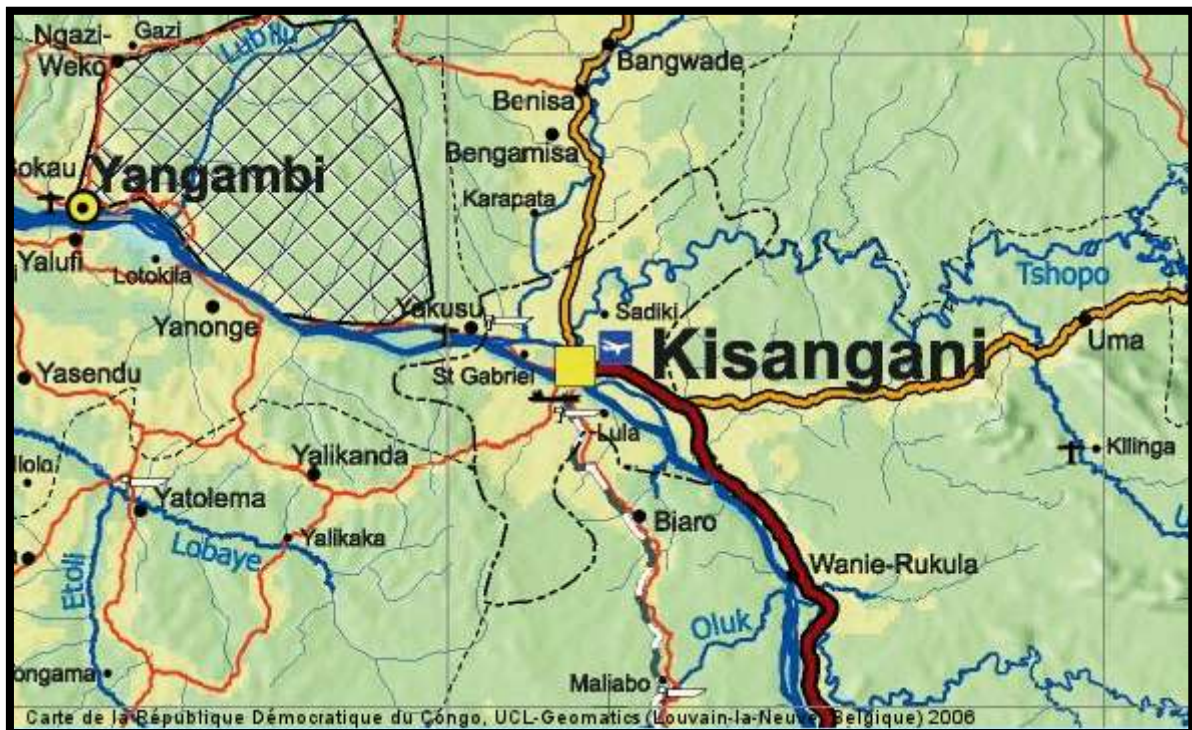 Ngazi-
Weko
Gazi
Lubilu
Bangwade
Benisa
Bengamisa
Yangambi
Karapata
Yalufi
Lotokila
Tshopo
Yanonge
Yakusu
Sadiki
Kisangani
Uma
St Gabriel
Yasendu
Lula
Yalikanda
Kilinga
Yatolema
Biaro
Lobaye
Yalikaka
Wanie-Rukula
Etoli
Oluk
Maliabo
Carte de la République Démocratique du Congo, UCL-Geomatics (Louvain-la-Neuve, Belgique) 2006